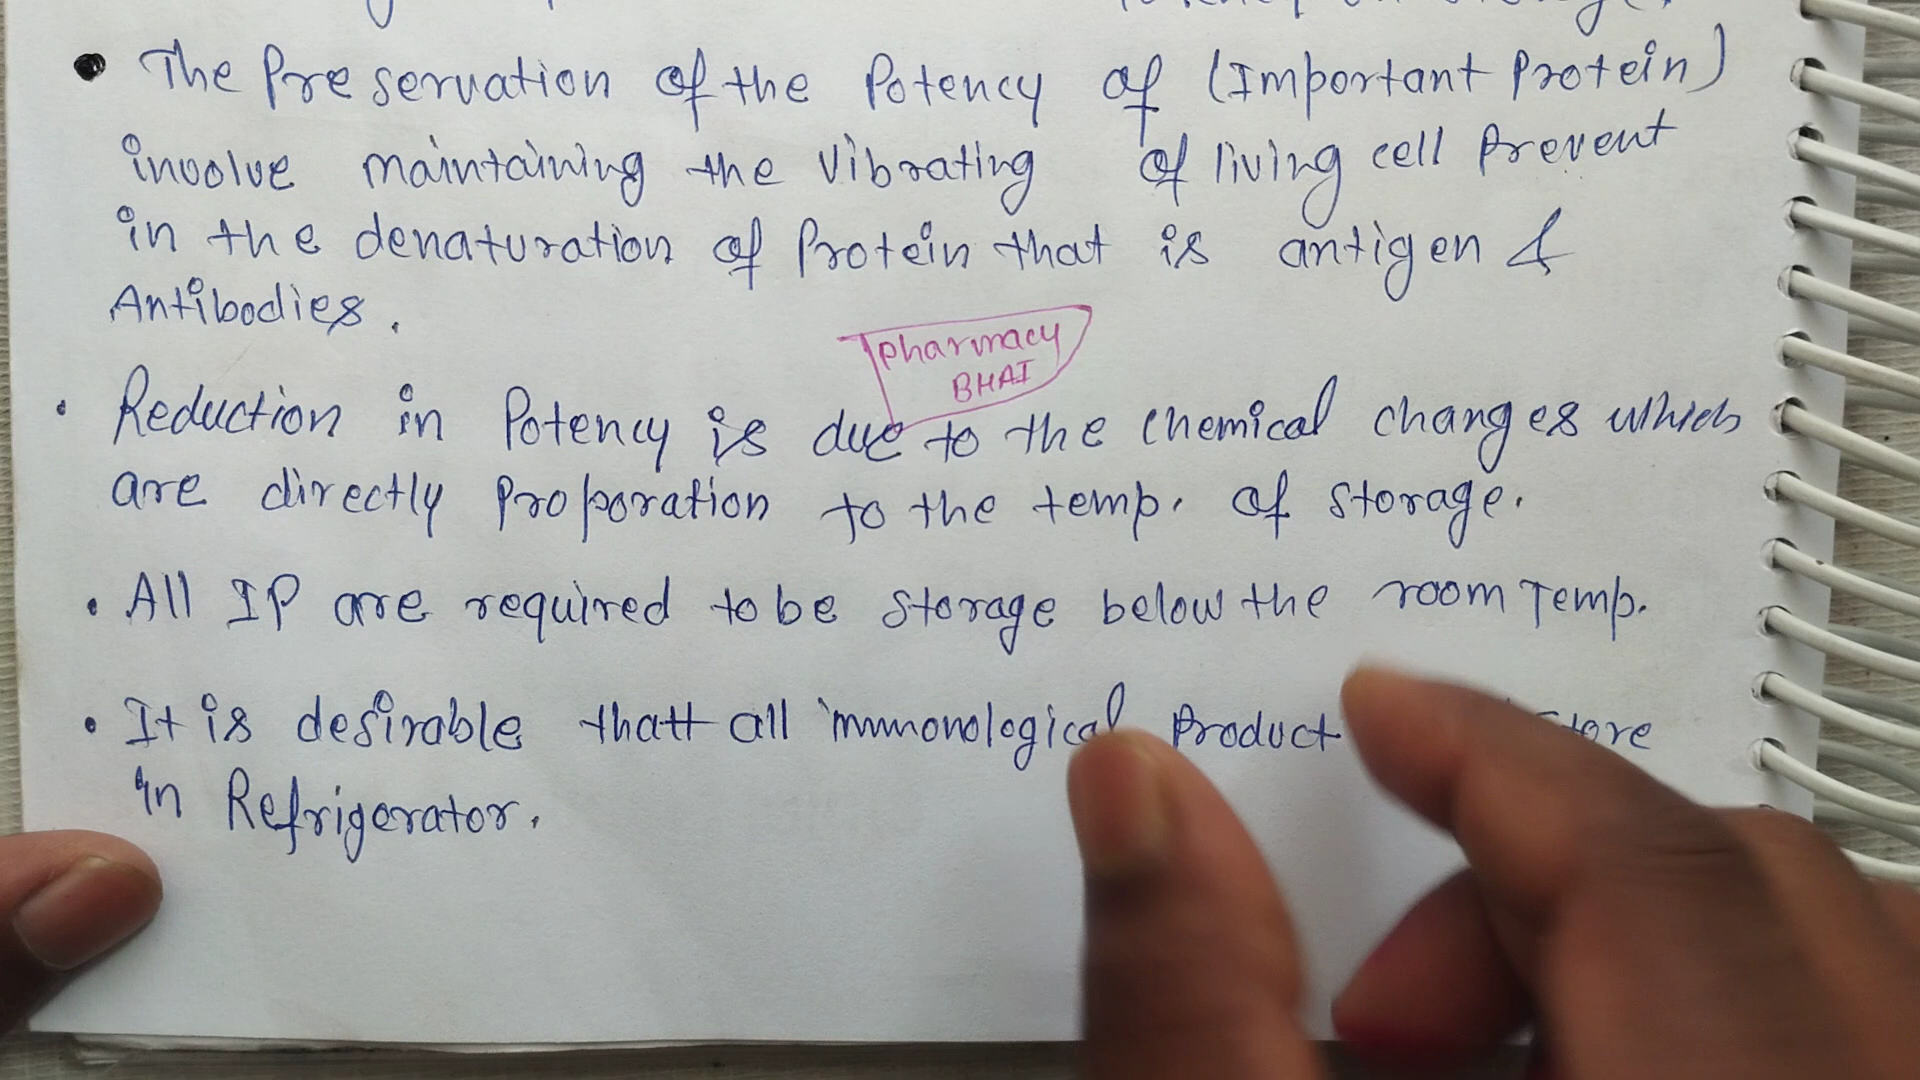 • The Preservation of the Potency of (Important Protein)
involve maintaining the vibrating of living cell Prevent
in the denaturation of Protein that is antigen &
Antibodies.
Pharmacy
BHAI
• Reduction in Potency is due to the chemical changes which
are directly Proporation to the temp. of storage.
• All IP are required to be storage below the room Temp.
• It is desirable thatt all immonological Product store
in Refrigerator.